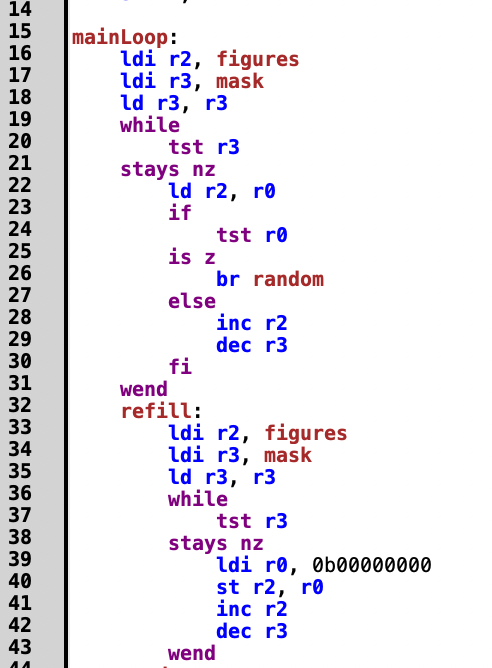 14
15 mainLoop:
16 ldi r2, figures
17 ldi r3, mask
18 ld r3, r3
19 while
20 tst r3
21 stays nz
22 ld r2, r0
23 if
24 tst r0
25 is z
26 br random
27 else
28 inc r2
29 dec r3
30 fi
31 wend
32 refill:
33 ldi r2, figures
34 ldi r3, mask
35 ld r3, r3
36 while
37 tst r3
38 stays nz
39 ldi r0, 0b00000000
40 st r2, r0
41 inc r2
42 dec r3
43 wend